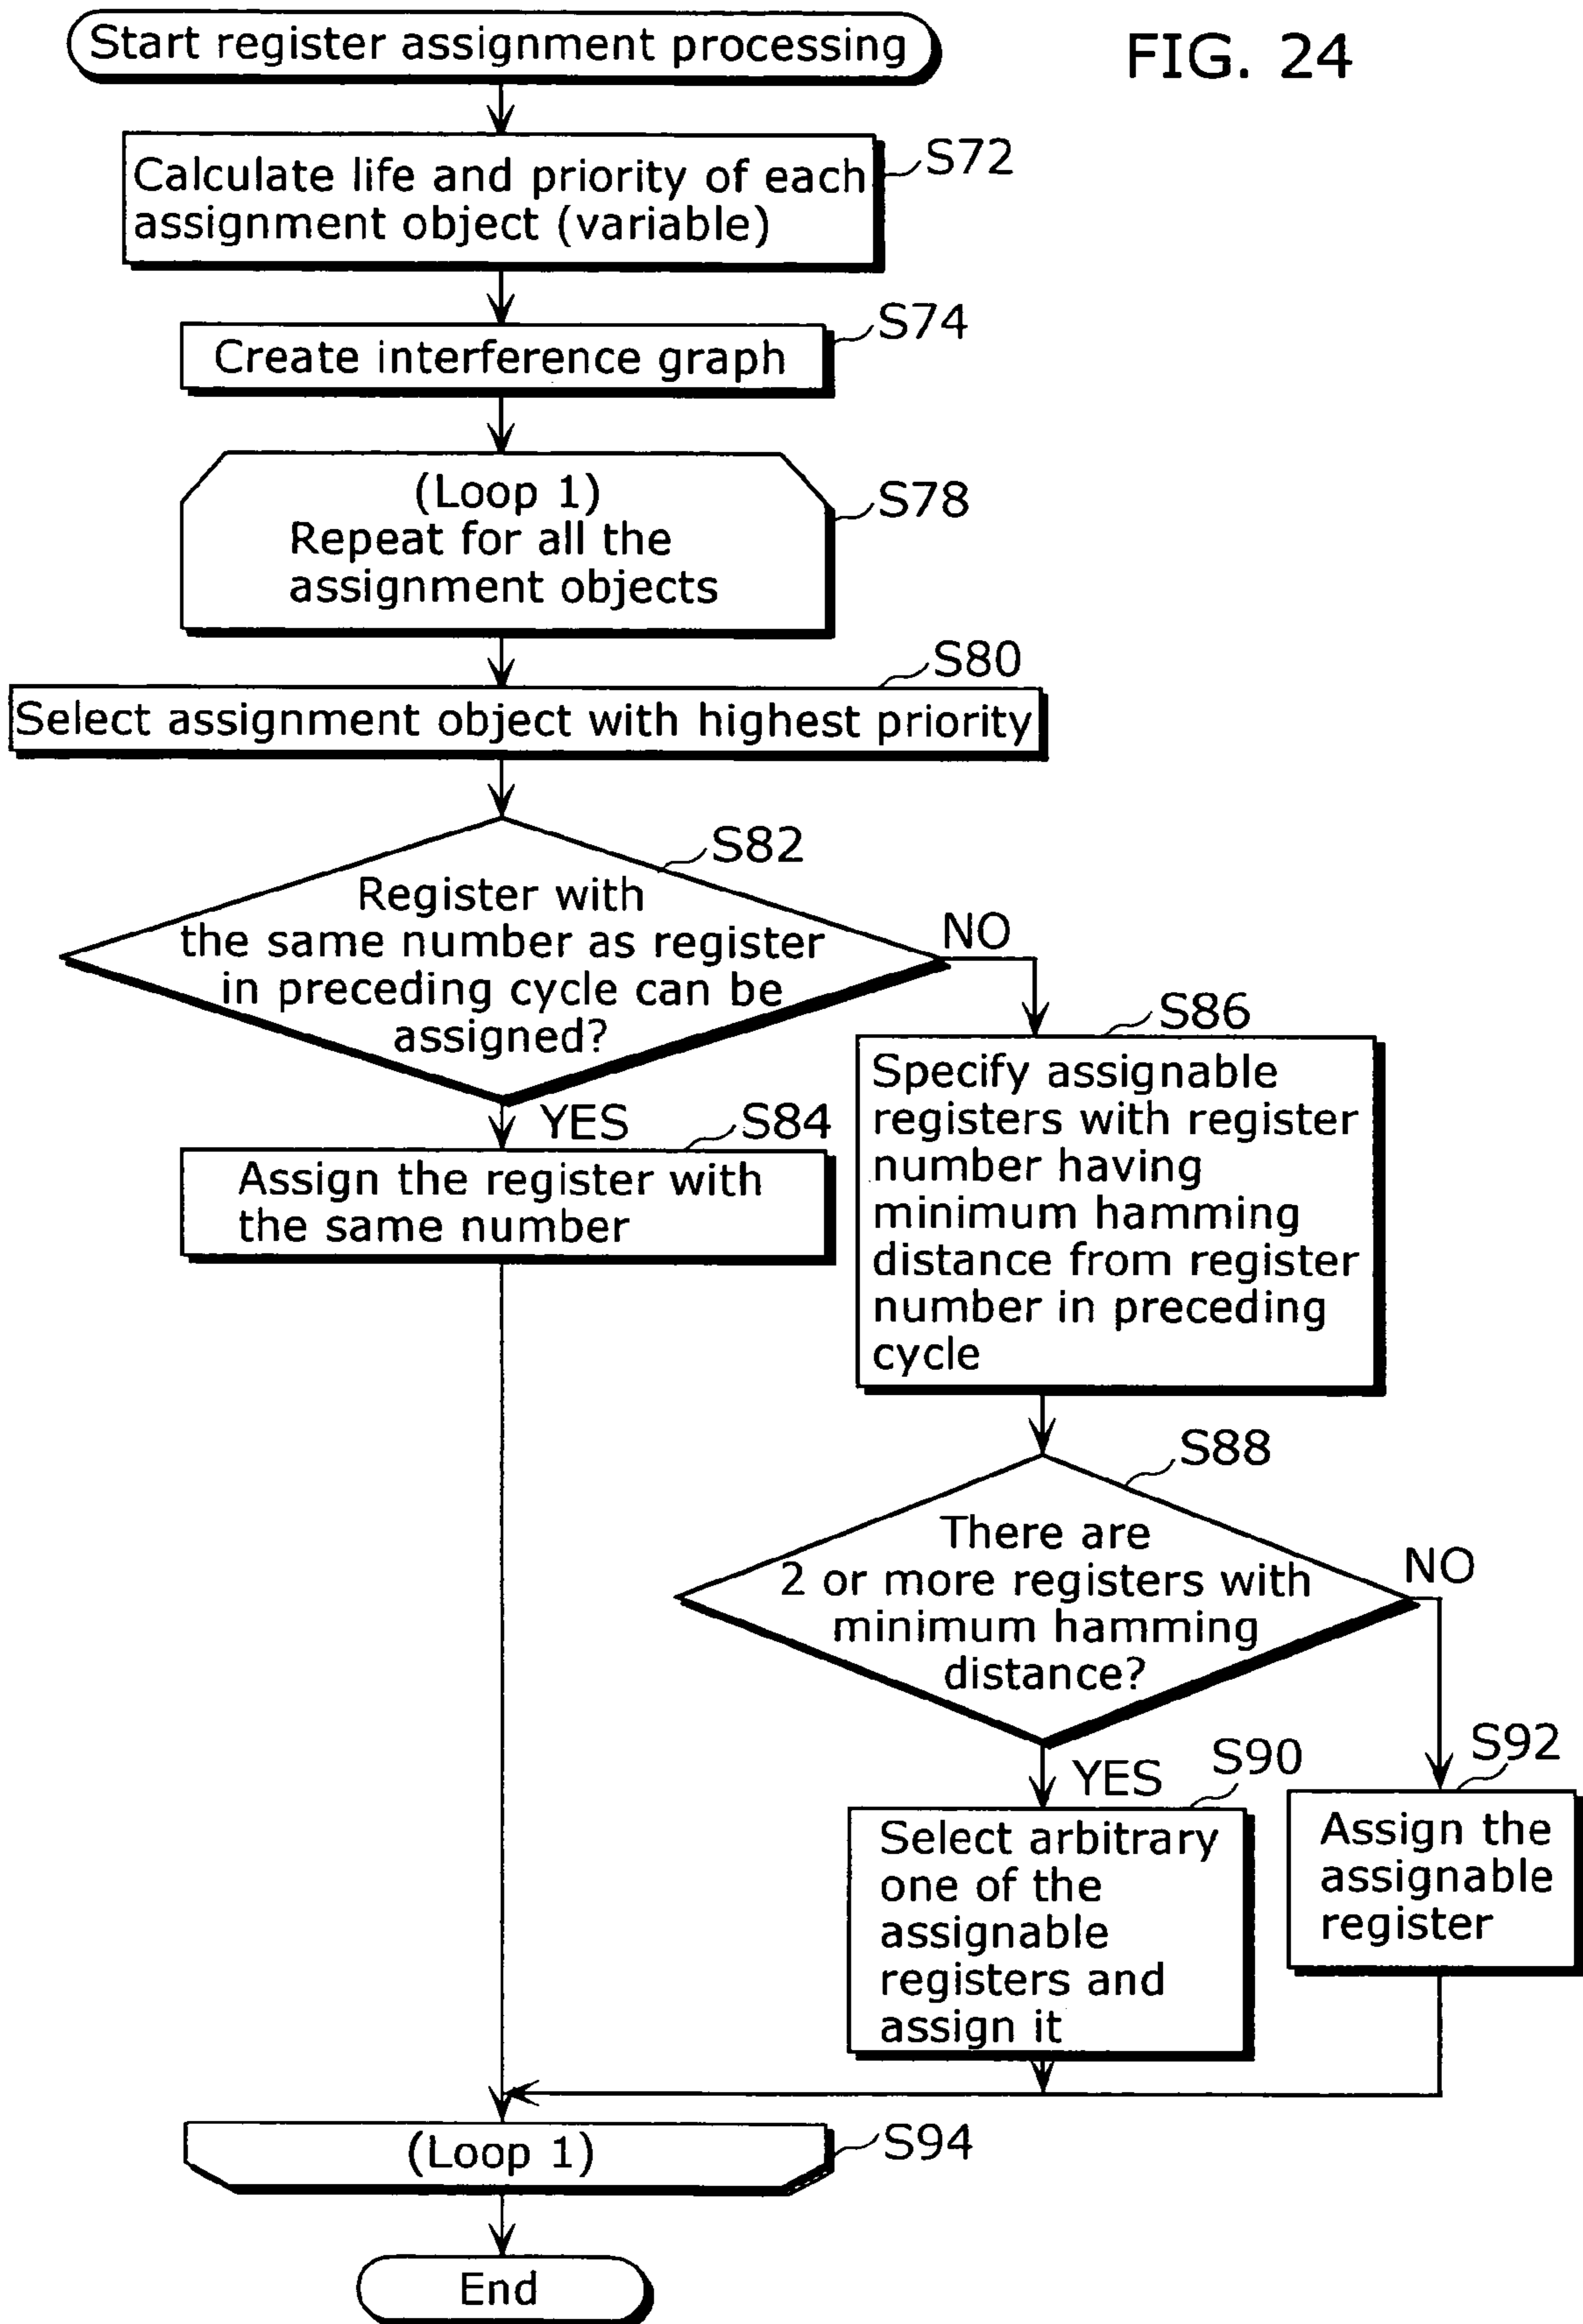 Start register assignment processing
FIG. 24
Calculate life and priority of each
assignment object (variable)
S72
Create interference graph
S74
(Loop 1)
Repeat for all the
assignment objects
S78
S80
Select assignment object with highest priority
S82
Register with
the same number as register
in preceding cycle can be
assigned?
NO
YES
S84
Assign the register with
the same number
S86
Specify assignable
registers with register
number having
minimum hamming
distance from register
number in preceding
cycle
S88
There are
2 or more registers with
minimum hamming
distance?
NO
YES
S90
Select arbitrary
one of the
assignable
registers and
assign it
S92
Assign the
assignable
register
(Loop 1)
S94
End